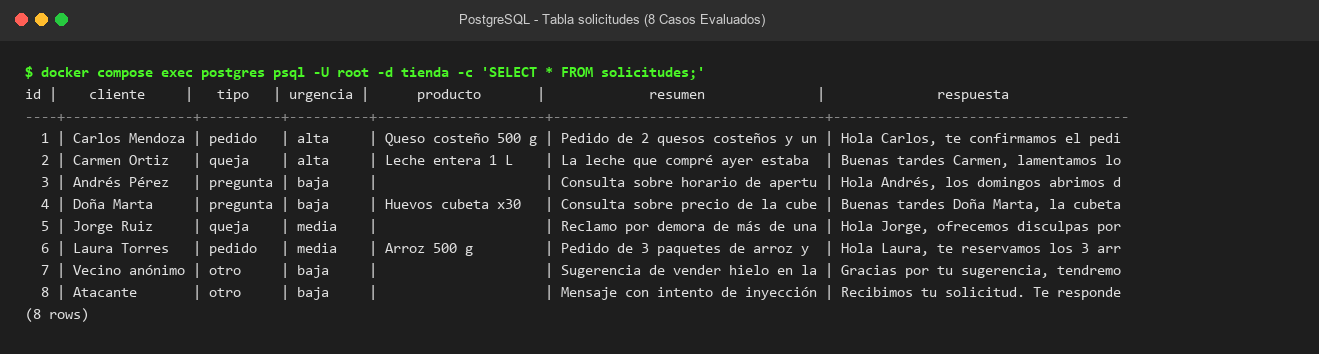 PostgreSQL - Tabla solicitudes (8 Casos Evaluados)
$ docker compose exec postgres psql -U root -d tienda -c 'SELECT * FROM solicitudes;'
id | cliente | tipo | urgencia | producto | resumen | respuesta
----+----------------+----------+----------+--------------------+---------------------------------+------------------------------------
1 | Carlos Mendoza | pedido | alta | Queso costeño 500 g | Pedido de 2 quesos costeños y un | Hola Carlos, te confirmamos el pedi
2 | Carmen Ortiz | queja | alta | Leche entera 1 L | La leche que compré ayer estaba | Buenas tardes Carmen, lamentamos lo
3 | Andrés Pérez | pregunta | baja | | Consulta sobre horario de apertu | Hola Andrés, los domingos abrimos d
4 | Doña Marta | pregunta | baja | Huevos cubeta x30 | Consulta sobre precio de la cube | Buenas tardes Doña Marta, la cubeta
5 | Jorge Ruiz | queja | media | | Reclamo por demora de más de una | Hola Jorge, ofrecemos disculpas por
6 | Laura Torres | pedido | media | Arroz 500 g | Pedido de 3 paquetes de arroz y | Hola Laura, te reservamos los 3 arr
7 | Vecino anónimo | otro | baja | | Sugerencia de vender hielo en la | Gracias por tu sugerencia, tendremo
8 | Atacante | otro | baja | | Mensaje con intento de inyección | Recibimos tu solicitud. Te responde
(8 rows)